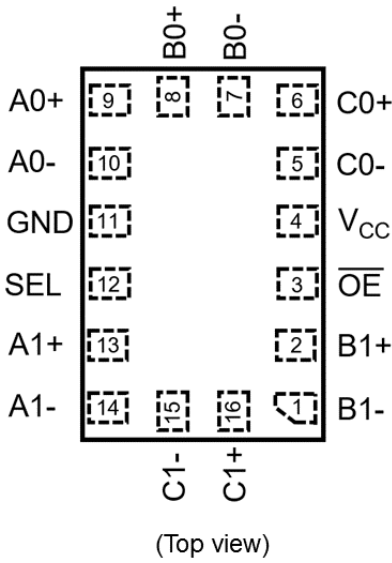 B0+ B0-
A0+ 9 8 7 6 C0+
A0- 10 5 C0-
GND 11 4 VCC
SEL 12 3 OE
A1+ 13 2 B1+
A1- 14 15 16 1 B1-
C1- C1+
(Top view)